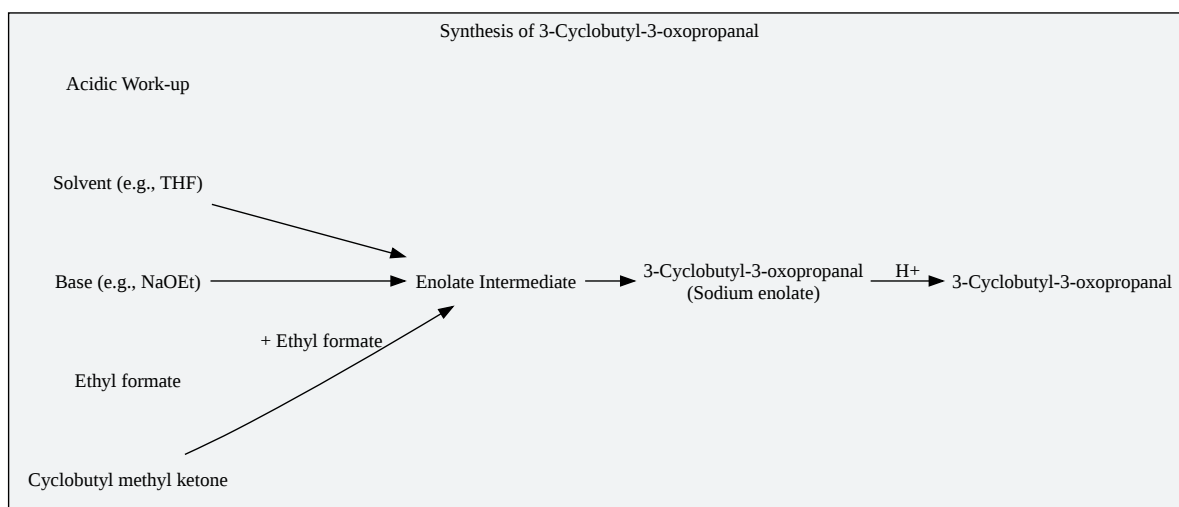 Synthesis of 3-Cyclobutyl-3-oxopropanal
Acidic Work-up
Solvent (e.g., THF)
Base (e.g., NaOEt)
Enolate Intermediate
3-Cyclobutyl-3-oxopropanal
(Sodium enolate)
H+
3-Cyclobutyl-3-oxopropanal
+ Ethyl formate
Ethyl formate
Cyclobutyl methyl ketone